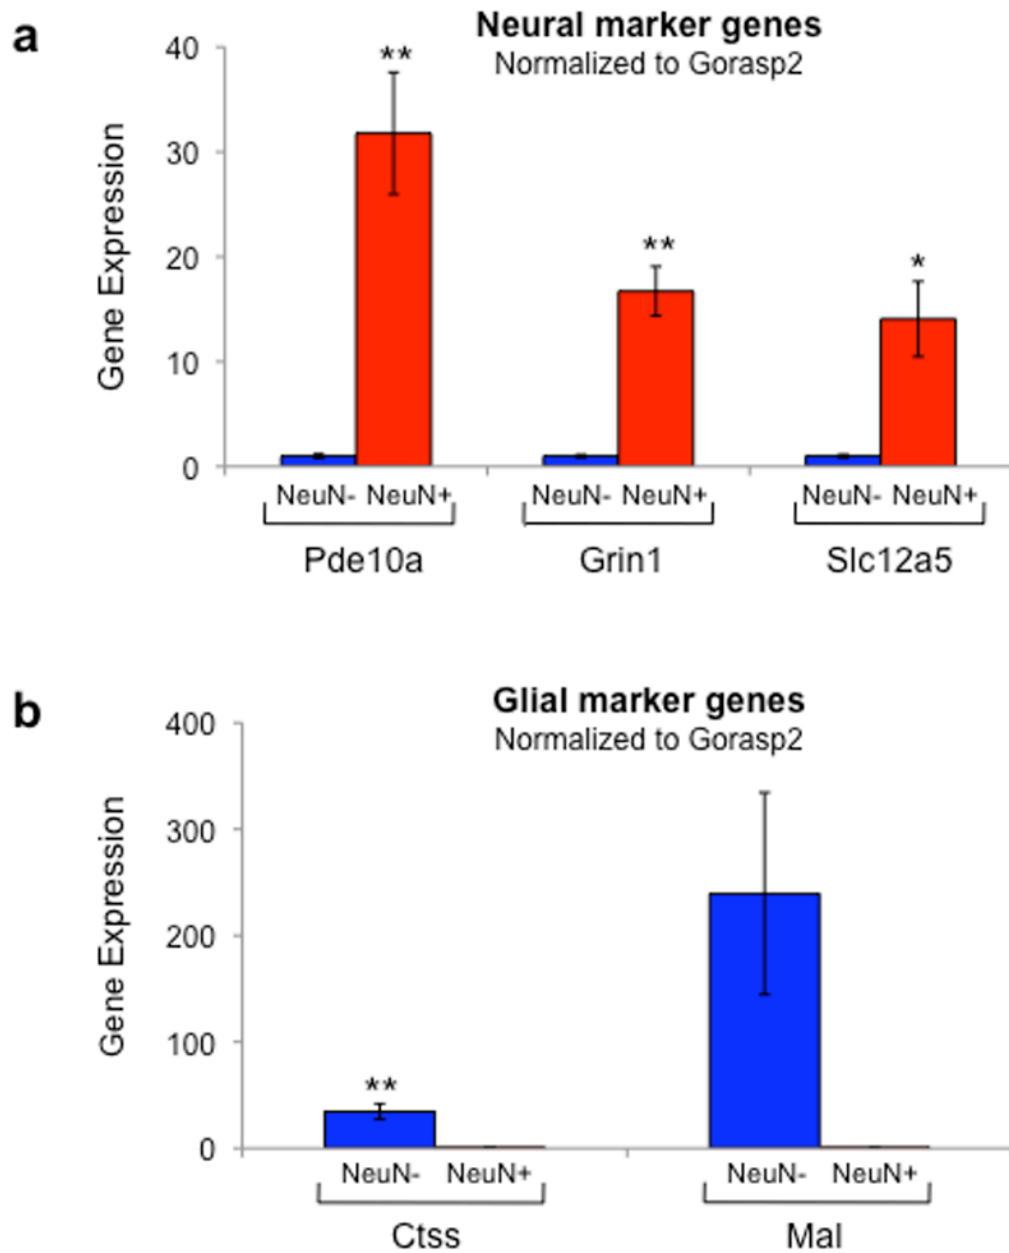 a
Neural marker genes
Normalized to Gorasp2
40
30
20
10
0
Gene Expression
**
**
*
NeuN- NeuN+ NeuN- NeuN+ NeuN- NeuN+
Pde10a Grin1 Slc12a5
b
Glial marker genes
Normalized to Gorasp2
400
300
200
100
0
Gene Expression
**
NeuN- NeuN+ NeuN- NeuN+
Ctss Mal